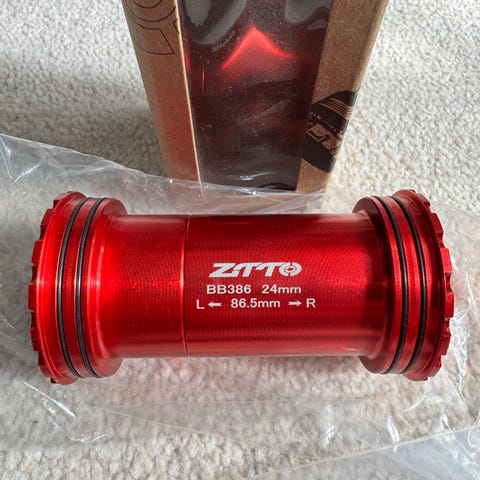 ZTTO
BB386 24mm
L ← 86.5mm → R